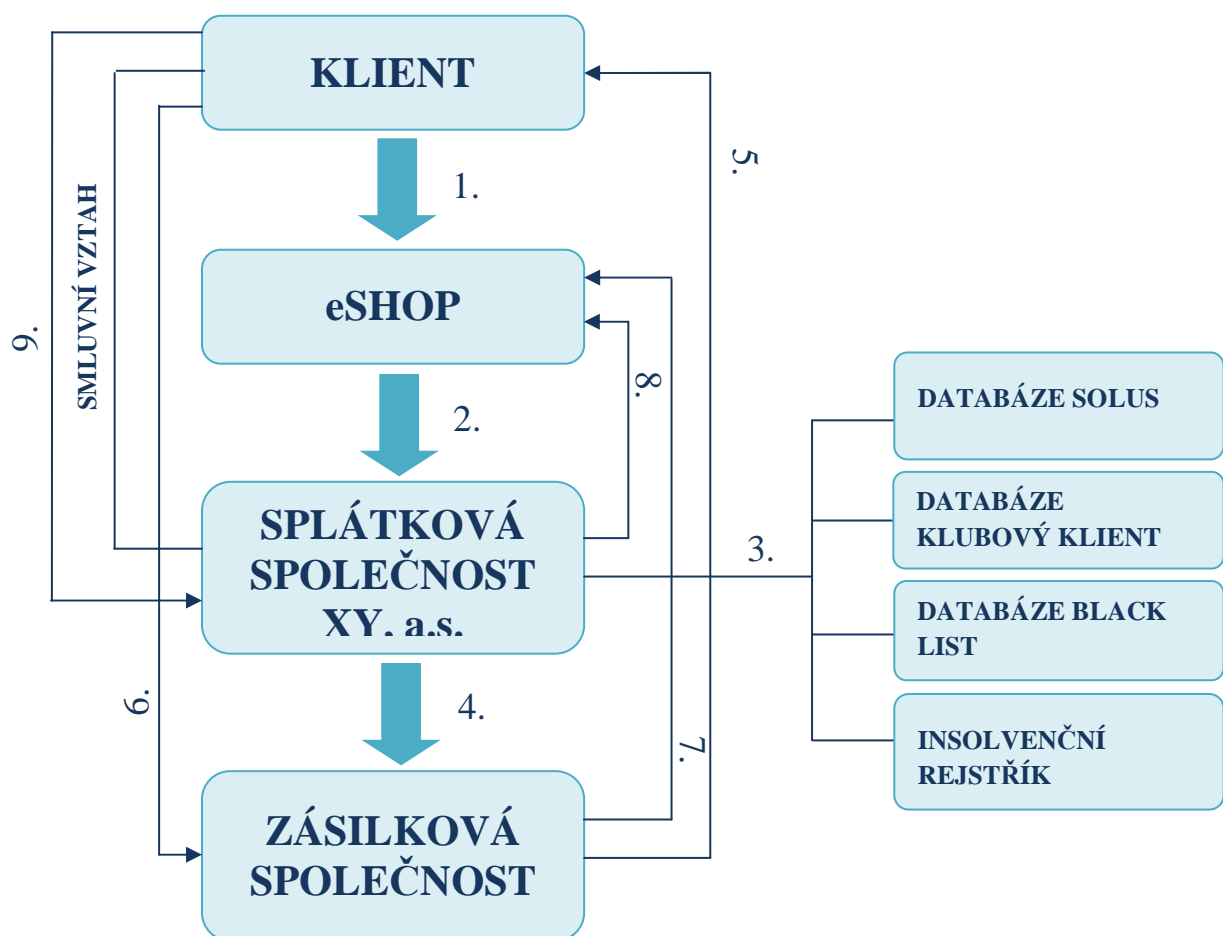 KLIENT
1.
5.
SMLUVNÍ VZTAH
9.
eSHOP
2.
8.
SPLÁTKOVÁ
SPOLEČNOST
XY, a.s.
3.
DATABÁZE SOLUS
DATABÁZE
KLUBOVÝ KLIENT
DATABÁZE BLACK
LIST
INSOLVENČNÍ
REJSTŘÍK
4.
6.
7.
ZÁSILKOVÁ
SPOLEČNOST